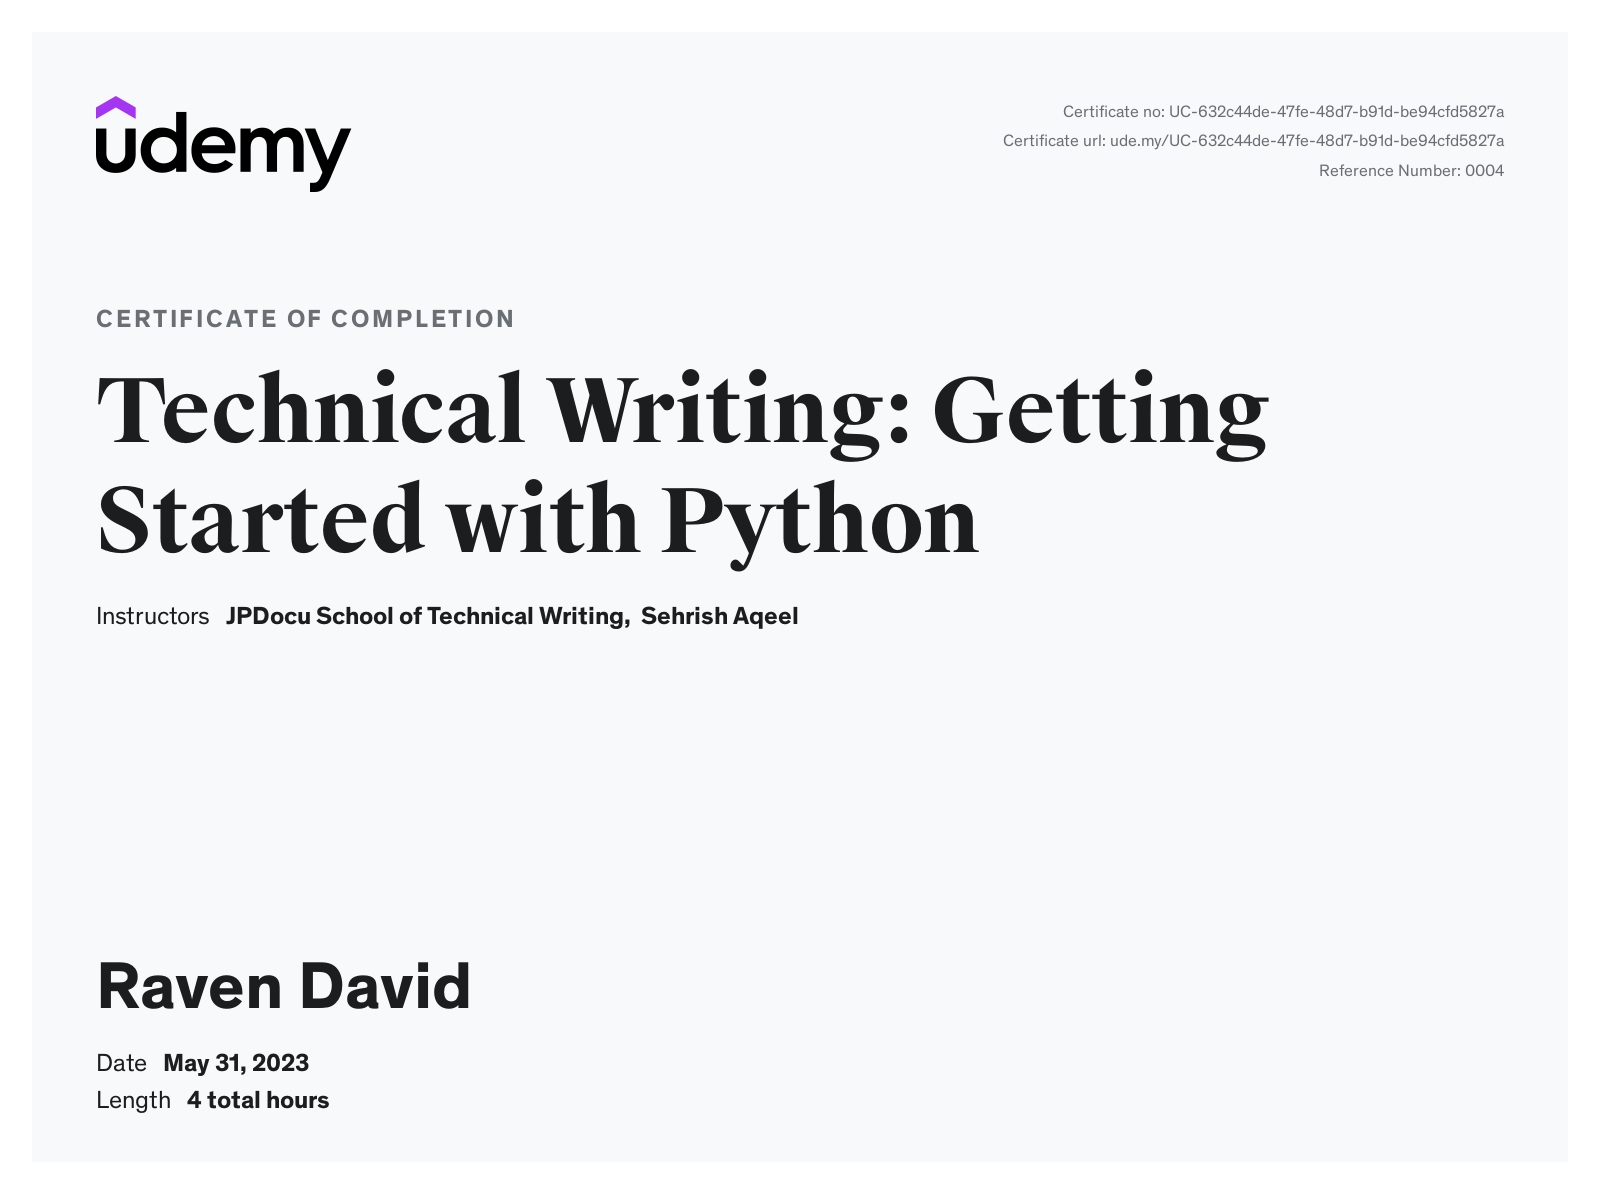 udemy
Certificate no: UC-632c44de-47fe-48d7-b91d-be94cfd5827a
Certificate url: ude.my/UC-632c44de-47fe-48d7-b91d-be94cfd5827a
Reference Number: 0004
CERTIFICATE OF COMPLETION
Technical Writing: Getting
Started with Python
Instructors JPDocu School of Technical Writing, Sehrish Aqeel
Raven David
Date May 31, 2023
Length 4 total hours